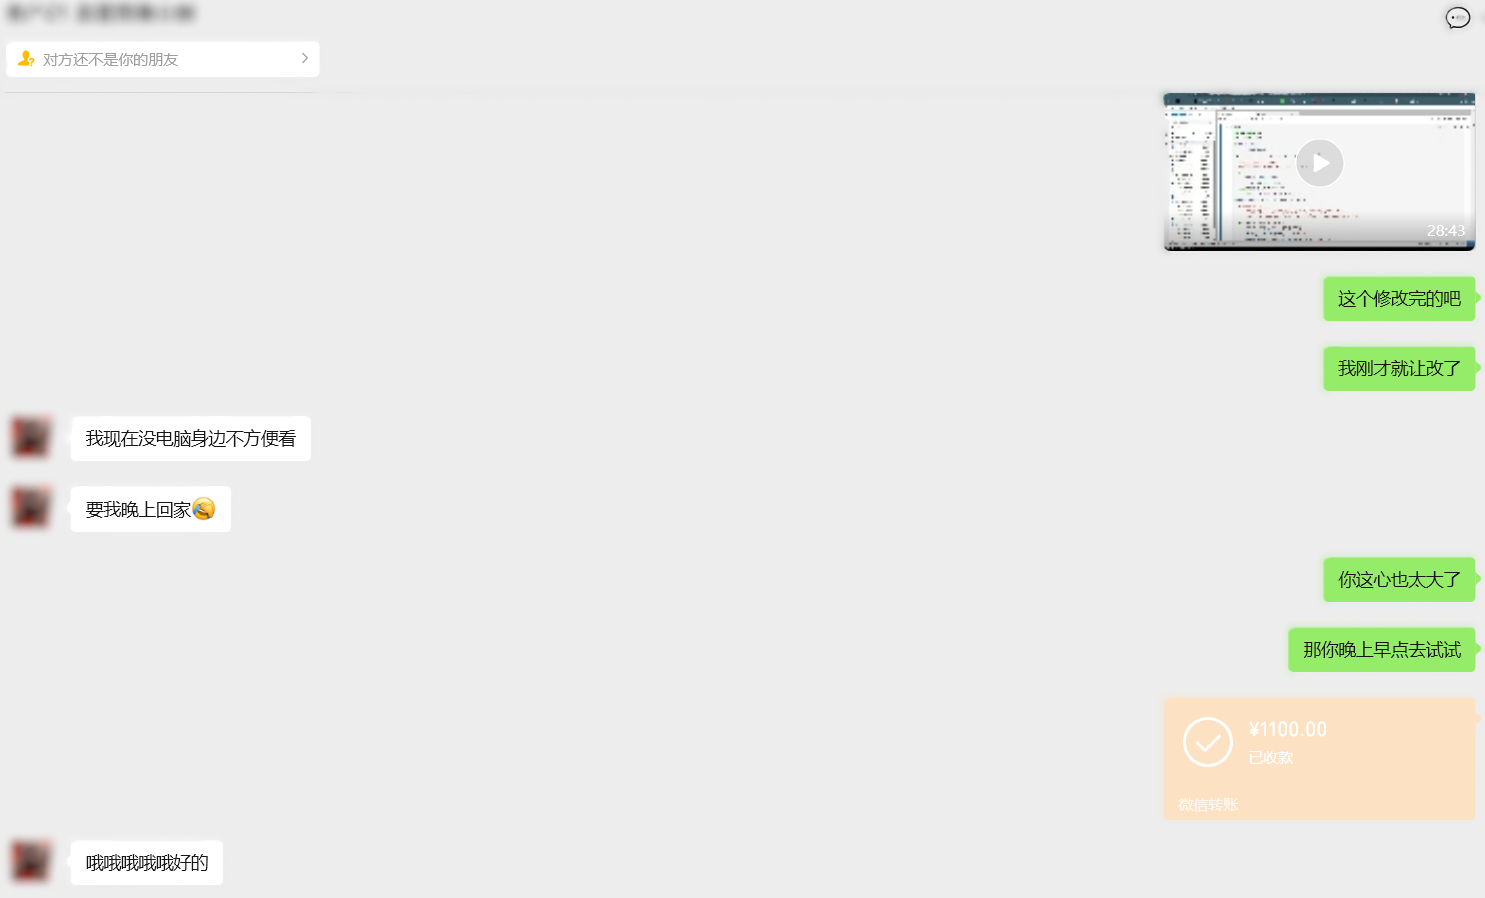 对方还不是你的朋友
28:43
这个修改完的吧
我刚才就让改了
我现在没电脑身边不方便看
要我晚上回家
你这心也太大了
那你晚上早点去试试
¥1100.00
已收款
微信转账
哦哦哦哦哦好的